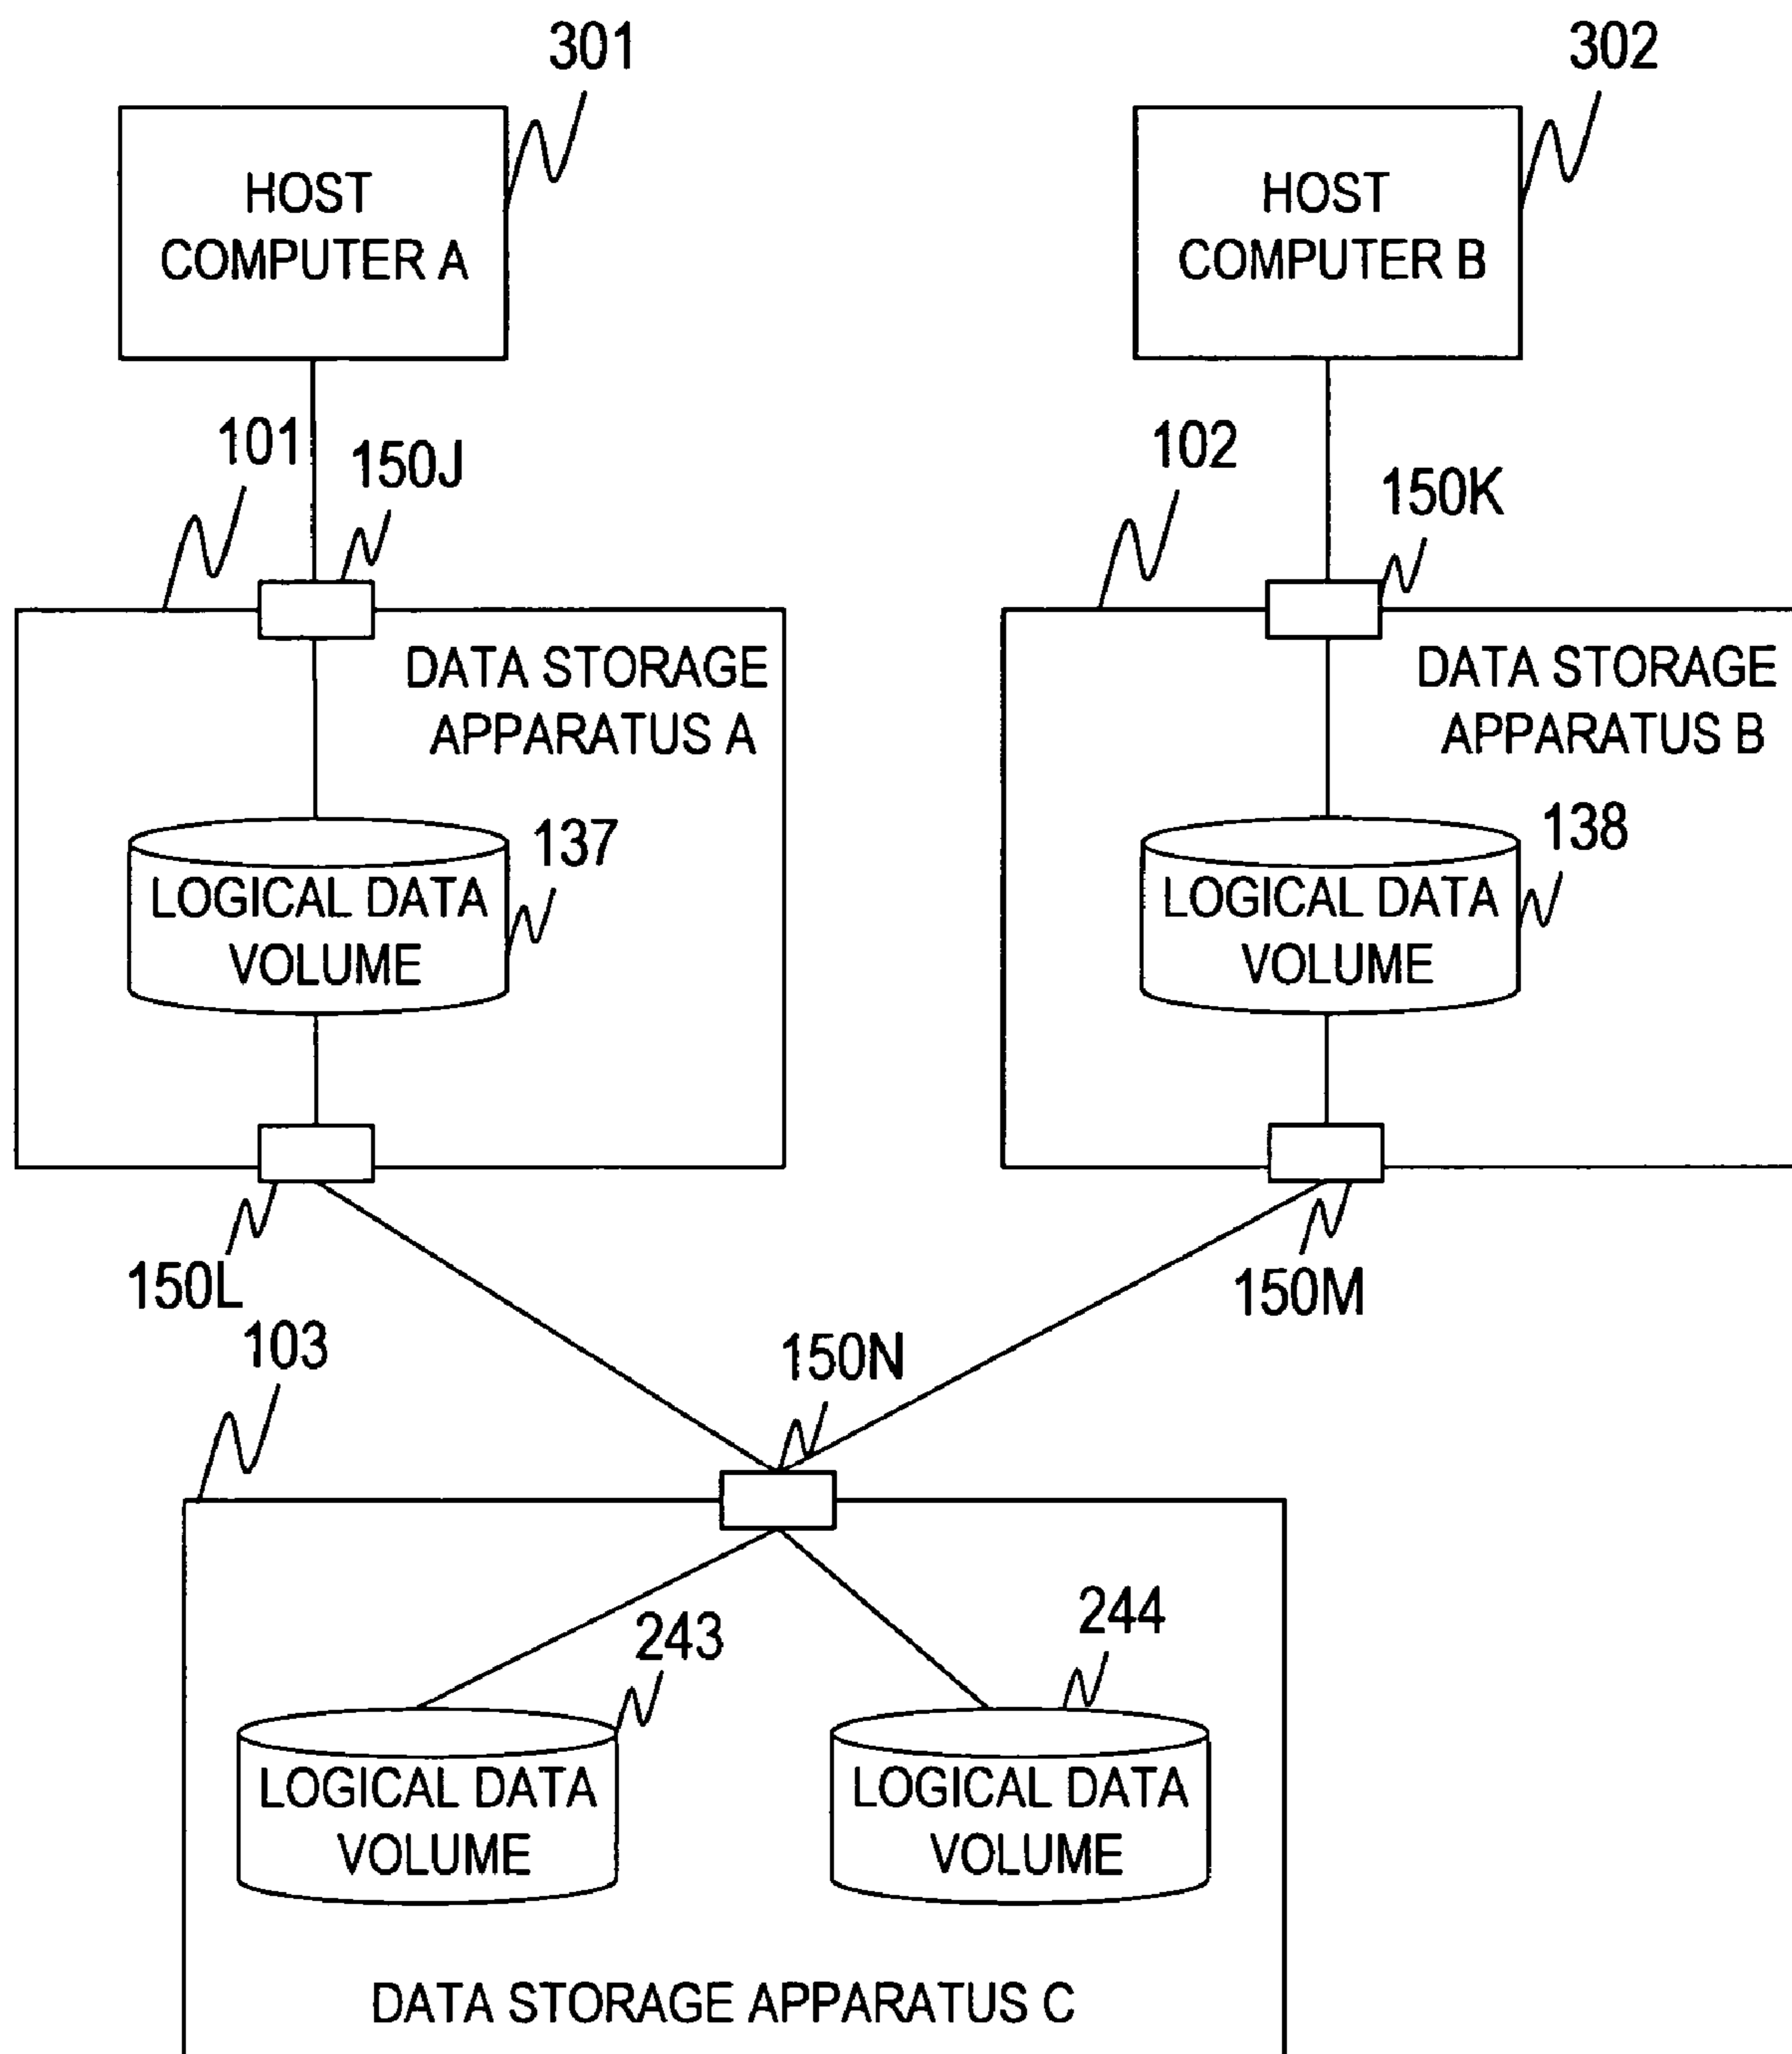 301
302
HOST
COMPUTER A
HOST
COMPUTER B
101
150J
102
150K
DATA STORAGE
APPARATUS A
DATA STORAGE
APPARATUS B
137
138
LOGICAL DATA
VOLUME
LOGICAL DATA
VOLUME
150L
150M
103
150N
243
244
LOGICAL DATA
VOLUME
LOGICAL DATA
VOLUME
DATA STORAGE APPARATUS C